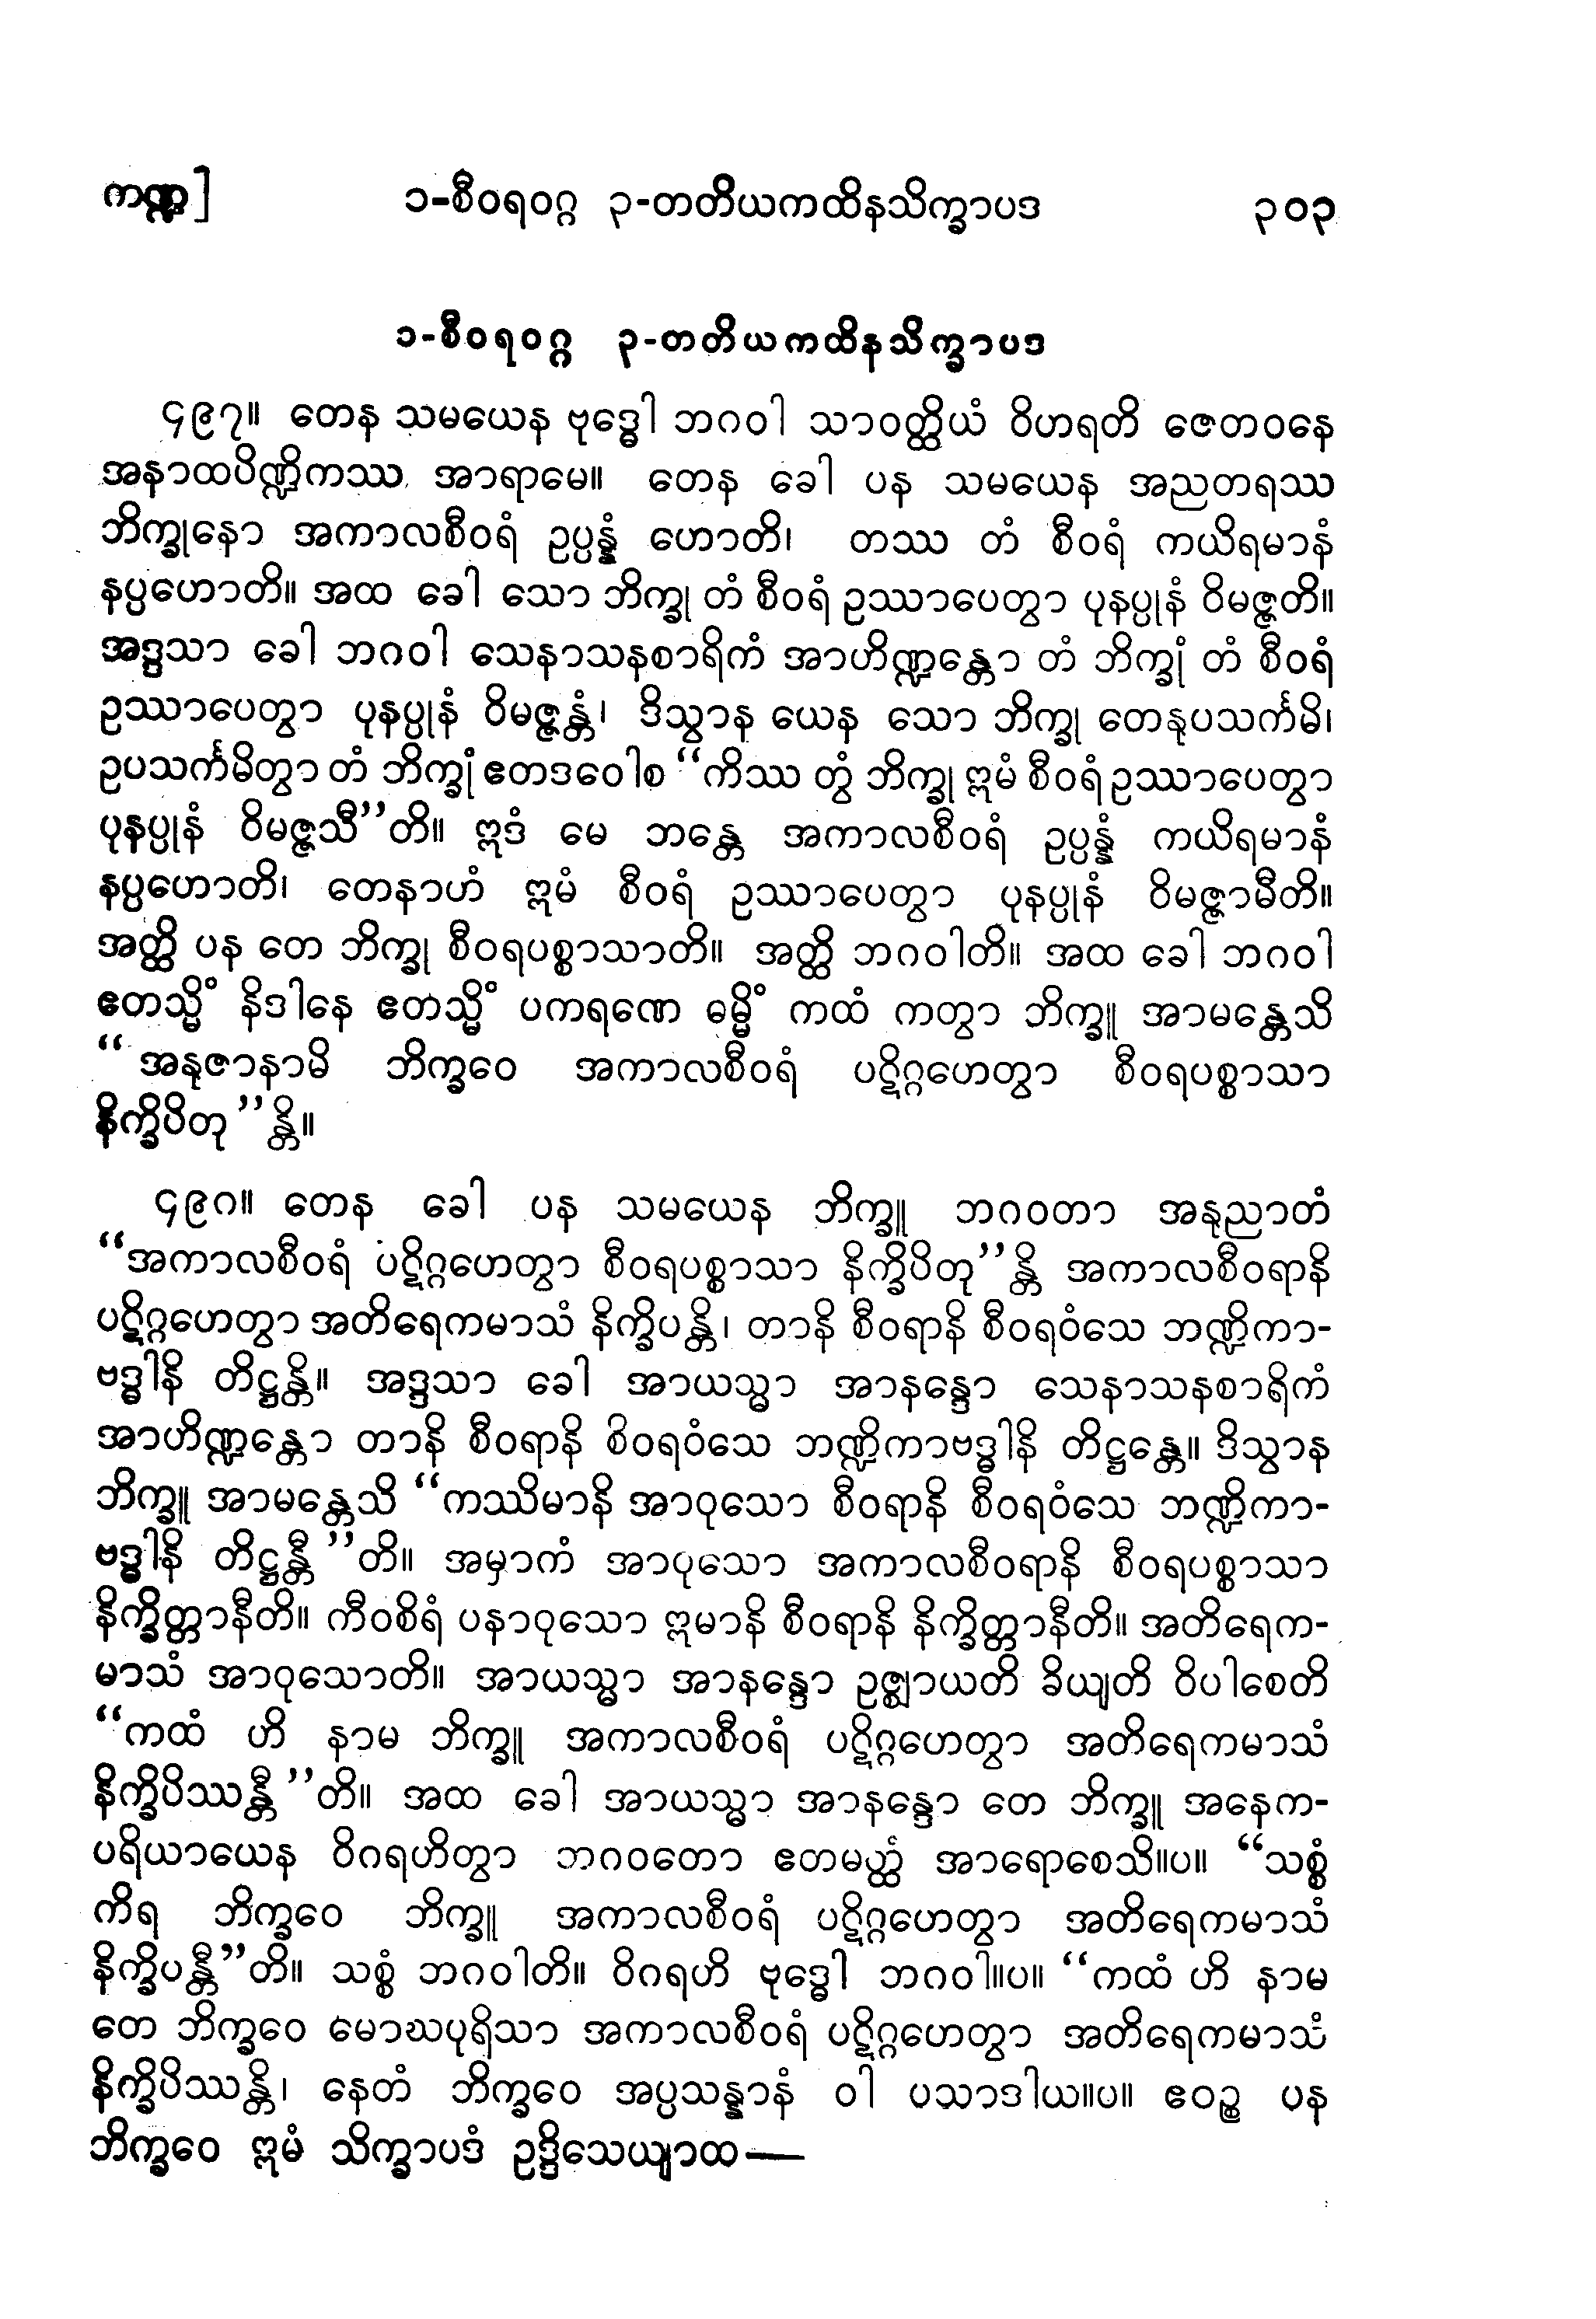 ကဏ္ဍ]
၁-စီဝရဝဂ္ဂ ၃-တတိယကထိနသိက္ခာပဒ
၃၀၃
၁-စီဝရဝဂ္ဂ ၃-တတိယကထိနသိက္ခာပဒ
၄၉၇။ တေန သမယေန ဗုဒ္ဓေါ ဘဂဝါ သာဝတ္ထိယံ ဝိဟရတိ ဇေတဝနေ
အနာထပိဏ္ဍိကဿ အာရာမေ။ တေန ခေါ ပန သမယေန အညတရဿ
ဘိက္ခုနော အကာလစီဝရံ ဥပ္ပန္နံ ဟောတိ၊ တဿ တံ စီဝရံ ကယိရမာနံ
နပ္ပဟောတိ။ အထ ခေါ သော ဘိက္ခု တံ စီဝရံ ဥဿာပေတွာ ပုနပ္ပုနံ ဝိမဇ္ဇတိ။
အဒ္ဒသာ ခေါ ဘဂဝါ သေနာသနစာရိကံ အာဟိဏ္ဍန္တော တံ ဘိက္ခုံ တံ စီဝရံ
ဥဿာပေတွာ ပုနပ္ပုနံ ဝိမဇ္ဇန္တံ၊ ဒိသွာန ယေန သော ဘိက္ခု တေနုပသင်္ကမိ၊
ဥပသင်္ကမိတွာ တံ ဘိက္ခုံ ဧတဒဝေါစ “ကိဿ တွံ ဘိက္ခု ဣမံ စီဝရံ ဥဿာပေတွာ
ပုနပ္ပုနံ ဝိမဇ္ဇသီ”တိ။ ဣဒံ မေ ဘန္တေ အကာလစီဝရံ ဥပ္ပန္နံ ကယိရမာနံ
နပ္ပဟောတိ၊ တေနာဟံ ဣမံ စီဝရံ ဥဿာပေတွာ ပုနပ္ပုနံ ဝိမဇ္ဇာမီတိ။
အတ္ထိ ပန တေ ဘိက္ခု စီဝရပစ္စာသာတိ။ အတ္ထိ ဘဂဝါတိ။ အထ ခေါ ဘဂဝါ
ဧတသ္မိံ နိဒါနေ ဧတသ္မိံ ပကရဏေ ဓမ္မိံ ကထံ ကတွာ ဘိက္ခူ အာမန္တေသိ
“အနုဇာနာမိ ဘိက္ခဝေ အကာလစီဝရံ ပဋိဂ္ဂဟေတွာ စီဝရပစ္စာသာ
နိက္ခိပိတု”န္တိ။
၄၉၈။ တေန ခေါ ပန သမယေန ဘိက္ခူ ဘဂဝတာ အနုညာတံ
“အကာလစီဝရံ ပဋိဂ္ဂဟေတွာ စီဝရပစ္စာသာ နိက္ခိပိတု”န္တိ အကာလစီဝရာနိ
ပဋိဂ္ဂဟေတွာ အတိရေကမာသံ နိက္ခိပန္တိ၊ တာနိ စီဝရာနိ စီဝရဝံသေ ဘဏ္ဍိကာ-
ဗဒ္ဓါနိ တိဋ္ဌန္တိ။ အဒ္ဒသာ ခေါ အာယသ္မာ အာနန္ဒော သေနာသနစာရိကံ
အာဟိဏ္ဍန္တော တာနိ စီဝရာနိ စိဝရဝံသေ ဘဏ္ဍိကာဗဒ္ဓါနိ တိဋ္ဌန္တေ။ ဒိသွာန
ဘိက္ခူ အာမန္တေသိ “ကဿိမာနိ အာဝုသော စီဝရာနိ စီဝရဝံသေ ဘဏ္ဍိကာ-
ဗဒ္ဓါနိ တိဋ္ဌန္တီ”တိ။ အမှာကံ အာဝုသော အကာလစီဝရာနိ စီဝရပစ္စာသာ
နိက္ခိတ္တာနီတိ။ ကီဝစိရံ ပနာဝုသော ဣမာနိ စီဝရာနိ နိက္ခိတ္တာနီတိ။ အတိရေက-
မာသံ အာဝုသောတိ။ အာယသ္မာ အာနန္ဒော ဥဇ္ဈာယတိ ခိယျတိ ဝိပါစေတိ
“ကထံ ဟိ နာမ ဘိက္ခူ အကာလစီဝရံ ပဋိဂ္ဂဟေတွာ အတိရေကမာသံ
နိက္ခိပိဿန္တီ”တိ။ အထ ခေါ အာယသ္မာ အာနန္ဒော တေ ဘိက္ခူ အနေက-
ပရိယာယေန ဝိဂရဟိတွာ ဘဂဝတော ဧတမတ္ထံ အာရောစေသိ။ပ။ “သစ္စံ
ကိရ ဘိက္ခဝေ ဘိက္ခူ အကာလစီဝရံ ပဋိဂ္ဂဟေတွာ အတိရေကမာသံ
နိက္ခိပန္တီ”တိ။ သစ္စံ ဘဂဝါတိ။ ဝိဂရဟိ ဗုဒ္ဓေါ ဘဂဝါ။ပ။ “ကထံ ဟိ နာမ
တေ ဘိက္ခဝေ မောဃပုရိသာ အကာလစီဝရံ ပဋိဂ္ဂဟေတွာ အတိရေကမာသံ
နိက္ခိပိဿန္တိ၊ နေတံ ဘိက္ခဝေ အပ္ပသန္နာနံ ဝါ ပသာဒါယ။ပ။ ဧဝဉ္စ ပန
ဘိက္ခဝေ ဣမံ သိက္ခာပဒံ ဥဒ္ဒိသေယျာထ—